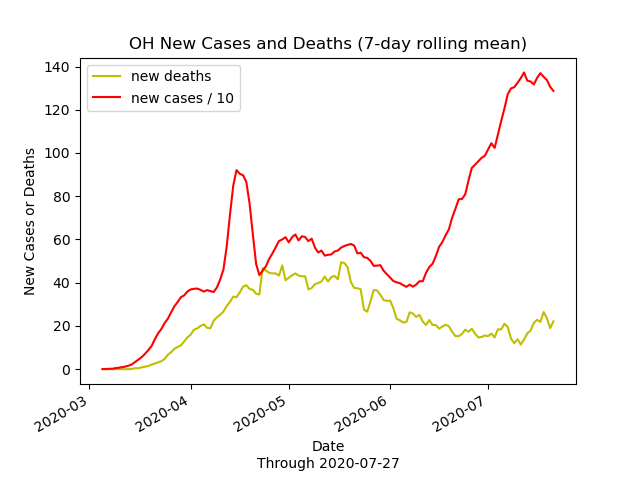 OH New Cases and Deaths (7-day rolling mean)
new deaths
new cases / 10
New Cases or Deaths
140
120
100
80
60
40
20
0
2020-03
2020-04
2020-05
2020-06
2020-07
Date
Through 2020-07-27